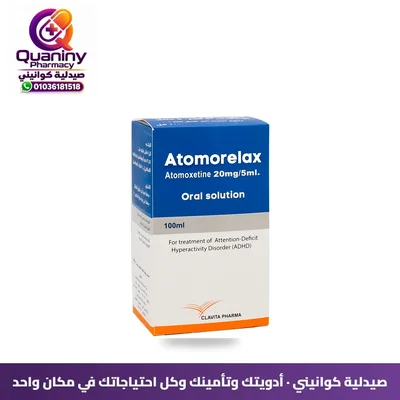 Quaniny
Pharmacy
صيدلية كوانيني
01036181518
Atomorelax
Atomoxetine 20mg/5ml.
Oral solution
100ml
For treatment of Attention-Deficit
Hyperactivity Disorder (ADHD)
CLAVITA PHARMA
صيدلية كوانيني - أدويتك وتأمينك وكل احتياجاتك في مكان واحد